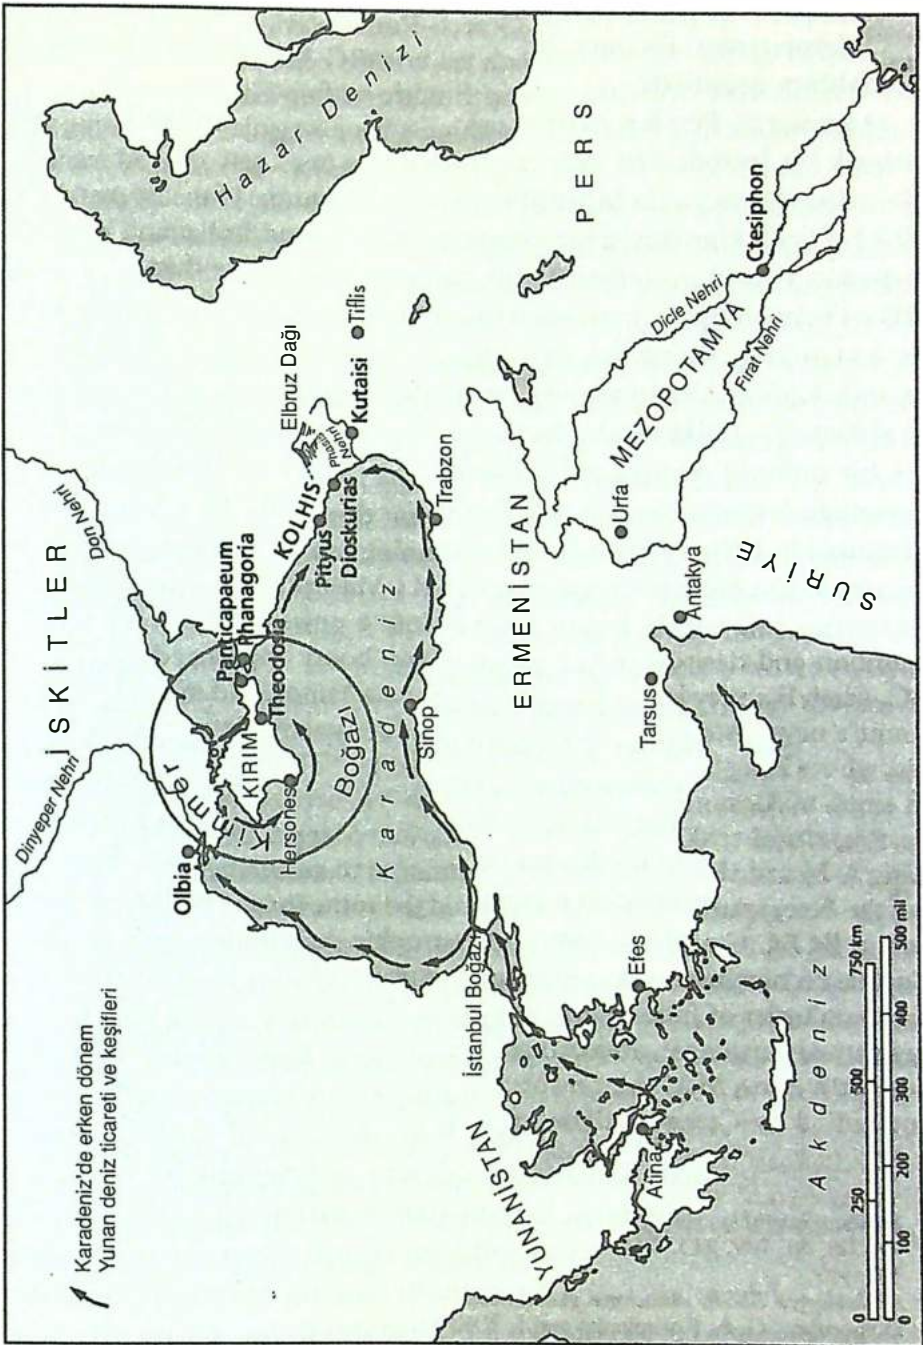 Karadeniz'de erken dönem
Yunan deniz ticareti ve keşifleri
İSKİTLER
Dinyeper Nehri
Don Nehri
Hazar Denizi
Olbia
Kimmer
Boğazı
KIRIM
Hersones
Theodosia
Panticapaeum
Phanagoria
KOLHİS
Pityus
Dioskurias
Phasis
Nehri
Elbruz Dağı
Kutaisi
Tiflis
Karadeniz
Sinop
Trabzon
İstanbul Boğazı
YUNANİSTAN
Atina
Efes
ERMENİSTAN
PERS
Tarsus
Antakya
Urfa
SURİYE
MEZOPOTAMYA
Dicle Nehri
Fırat Nehri
Ctesiphon
Akdeniz
0 250 500 750 km
0 100 200 300 400 500 mil